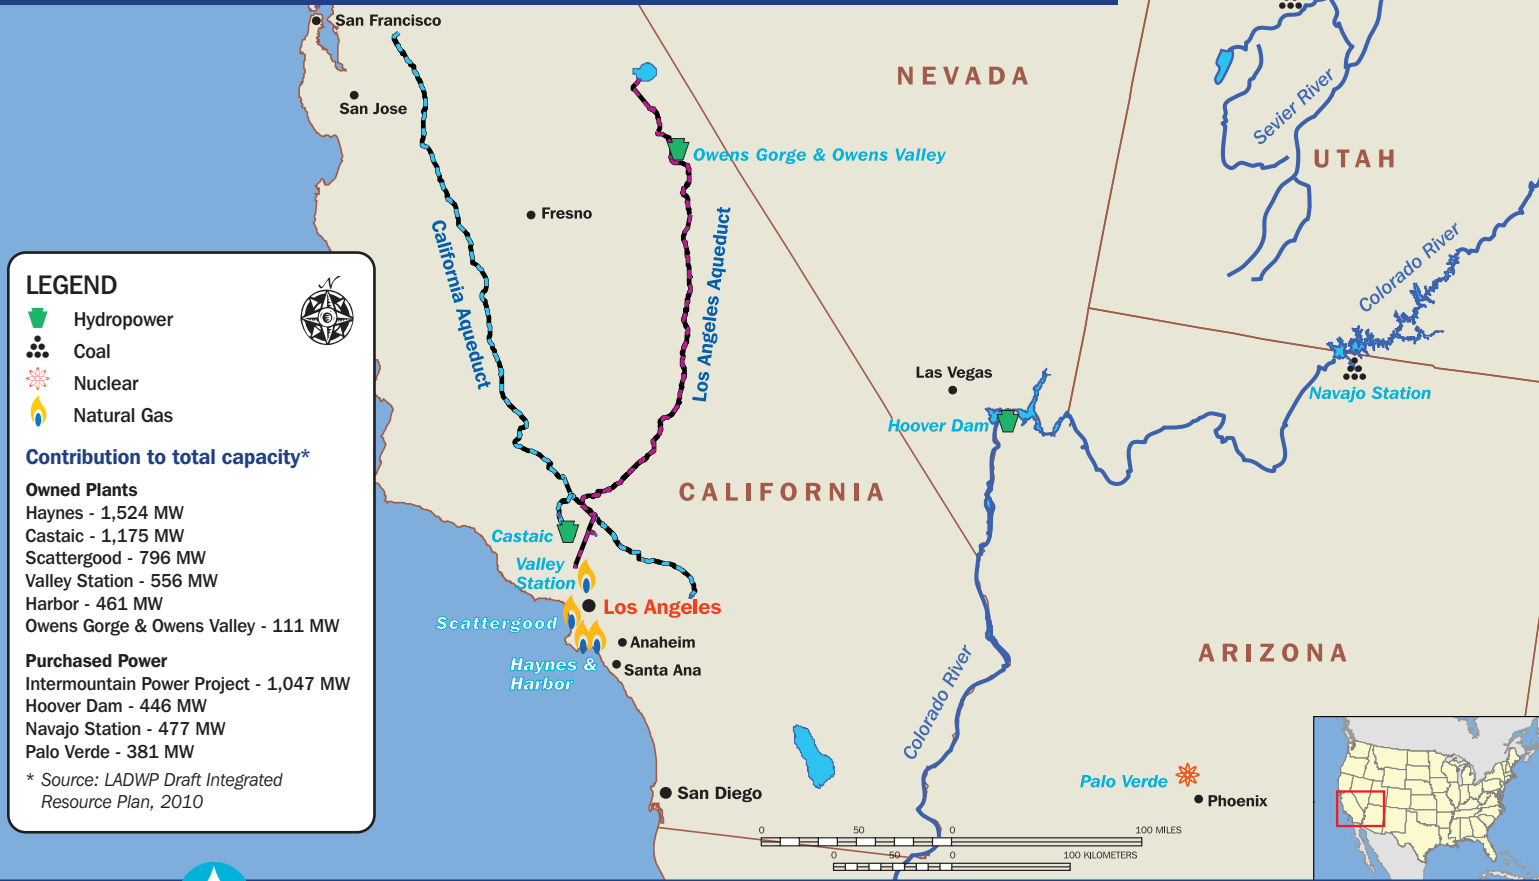 San Francisco
San Jose
Fresno
NEVADA
Owens Gorge & Owens Valley
California Aqueduct
Los Angeles Aqueduct
Sevier River
UTAH
Colorado River
Navajo Station
Las Vegas
Hoover Dam
CALIFORNIA
Castaic
Valley
Station
Los Angeles
Scattergood
Anaheim
Haynes &
Harbor
Santa Ana
San Diego
Colorado River
ARIZONA
Palo Verde
Phoenix
LEGEND
N
Hydropower
Coal
Nuclear
Natural Gas
Contribution to total capacity*
Owned Plants
Haynes - 1,524 MW
Castaic - 1,175 MW
Scattergood - 796 MW
Valley Station - 556 MW
Harbor - 461 MW
Owens Gorge & Owens Valley - 111 MW
Purchased Power
Intermountain Power Project - 1,047 MW
Hoover Dam - 446 MW
Navajo Station - 477 MW
Palo Verde - 381 MW
* Source: LADWP Draft Integrated
Resource Plan, 2010
0 50 0 100 MILES
0 50 0 100 KILOMETERS